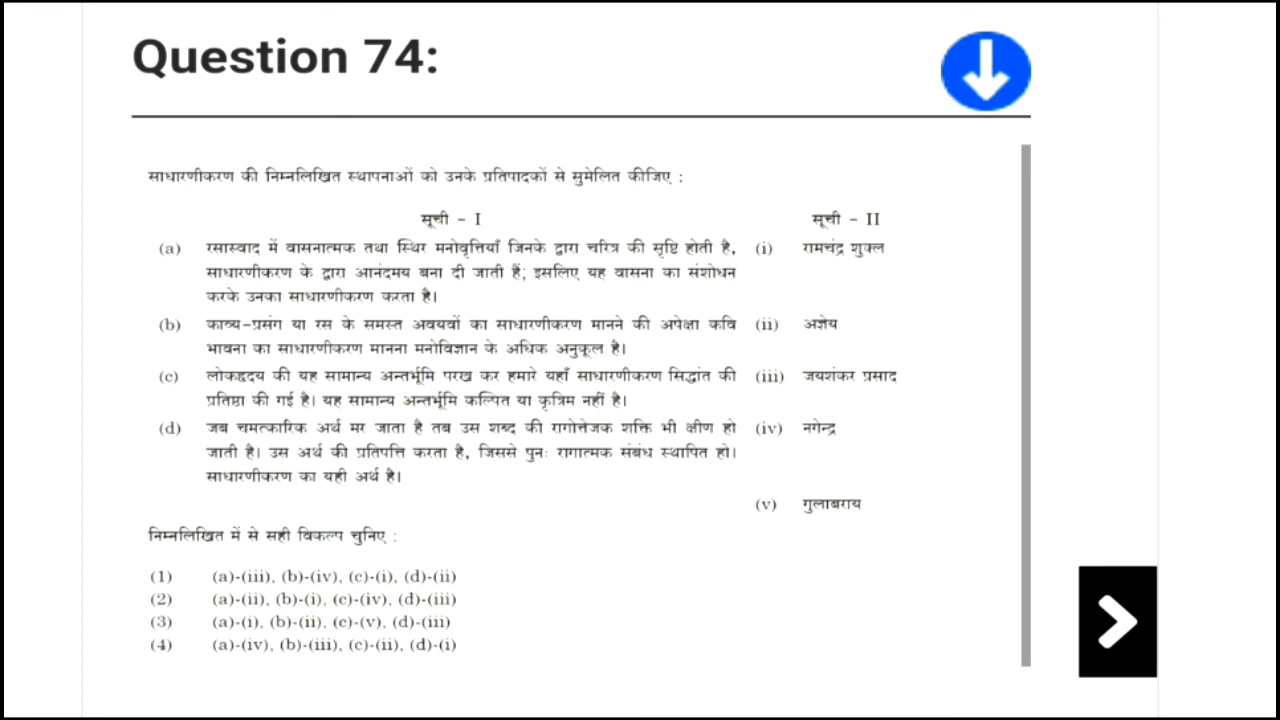 Question 74:
साधारणीकरण की निम्नलिखित स्थापनाओं को उनके प्रतिपादकों से सुमेलित कीजिए :
सूची - I सूची - II
(a) रसास्वाद में वासनात्मक तथा स्थिर मनोवृत्तियाँ जिनके द्वारा चरित्र की सृष्टि होती है, (i) रामचंद्र शुक्ल
साधारणीकरण के द्वारा आनंदमय बना दी जाती हैं; इसलिए यह वासना का संशोधन
करके उनका साधारणीकरण करता है।
(b) काव्य-प्रसंग या रस के समस्त अवयवों का साधारणीकरण मानने की अपेक्षा कवि (ii) अज्ञेय
भावना का साधारणीकरण मानना मनोविज्ञान के अधिक अनुकूल है।
(c) लोकहृदय की यह सामान्य अन्तर्भूमि परख कर हमारे यहाँ साधारणीकरण सिद्धांत की (iii) जयशंकर प्रसाद
प्रतिष्ठा की गई है। यह सामान्य अन्तर्भूमि कल्पित या कृत्रिम नहीं है।
(d) जब चमत्कारिक अर्थ मर जाता है तब उस शब्द की रागोत्तेजक शक्ति भी क्षीण हो (iv) नगेन्द्र
जाती है। उस अर्थ की प्रतिपत्ति करता है, जिससे पुनः रागात्मक संबंध स्थापित हो।
साधारणीकरण का यही अर्थ है।
(v) गुलाबराय
निम्नलिखित में से सही विकल्प चुनिए :
(1) (a)-(iii), (b)-(iv), (c)-(i), (d)-(ii)
(2) (a)-(ii), (b)-(i), (c)-(iv), (d)-(iii)
(3) (a)-(i), (b)-(ii), (c)-(v), (d)-(iii)
(4) (a)-(iv), (b)-(iii), (c)-(ii), (d)-(i)